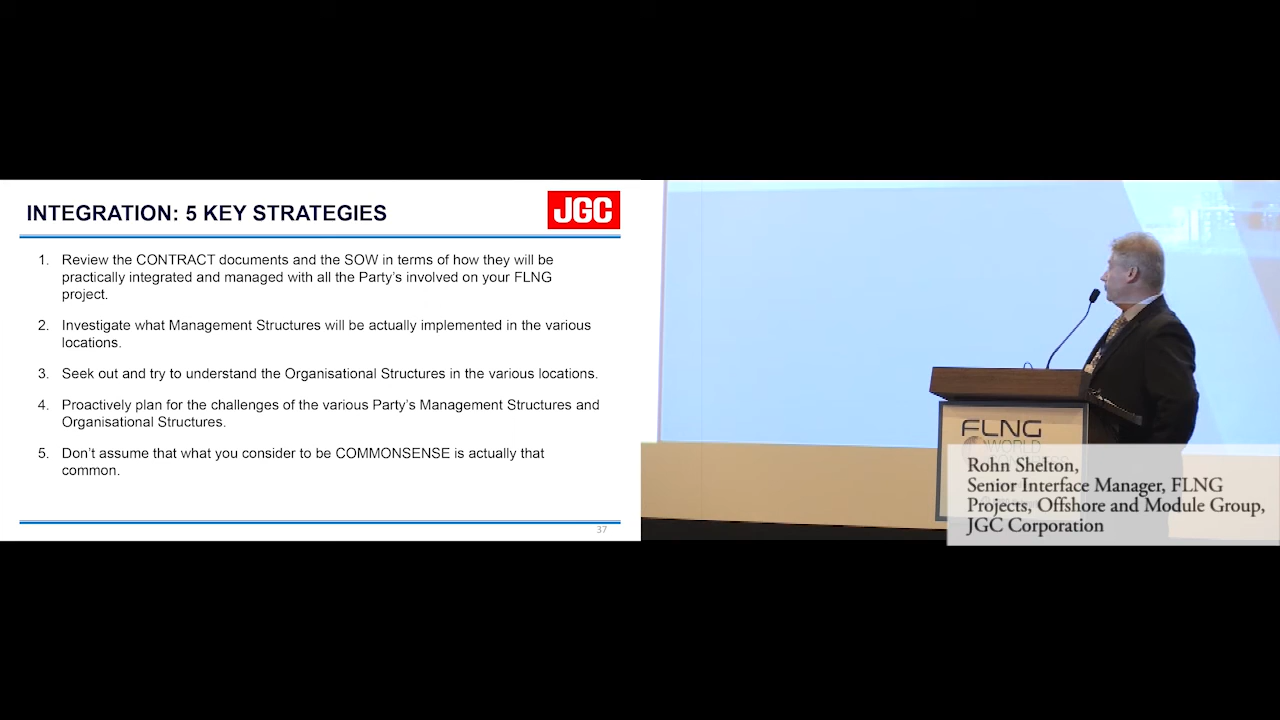 INTEGRATION: 5 KEY STRATEGIES
JGC
1. Review the CONTRACT documents and the SOW in terms of how they will be
practically integrated and managed with all the Party's involved on your FLNG
project.
2. Investigate what Management Structures will be actually implemented in the various
locations.
3. Seek out and try to understand the Organisational Structures in the various locations.
4. Proactively plan for the challenges of the various Party's Management Structures and
Organisational Structures.
5. Don't assume that what you consider to be COMMONSENSE is actually that
common.
37
FLNG
WORLD
Rohn Shelton,
Senior Interface Manager, FLNG
Projects, Offshore and Module Group,
JGC Corporation